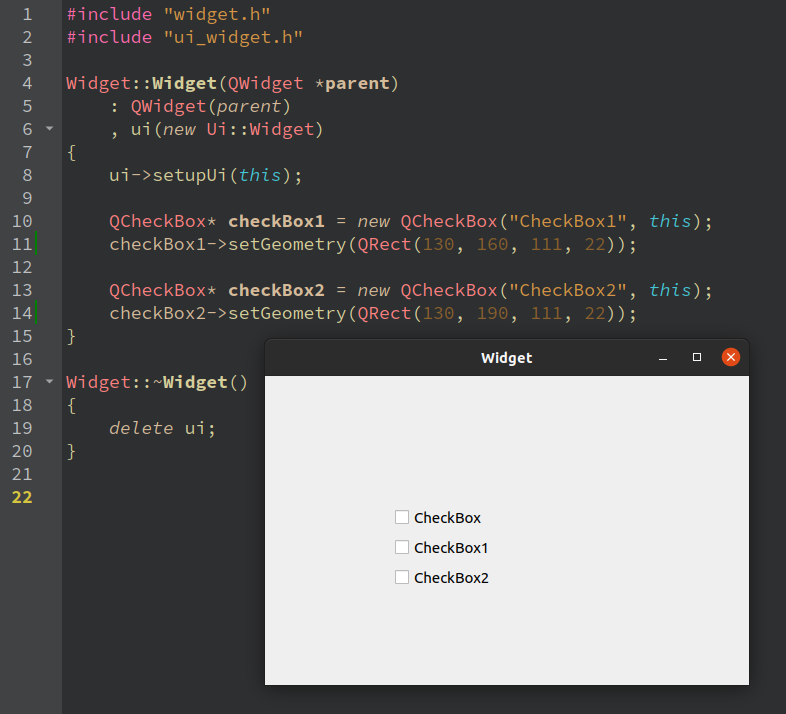 1 #include "widget.h"
2 #include "ui_widget.h"
3
4 Widget::Widget(QWidget *parent)
5     : QWidget(parent)
6     , ui(new Ui::Widget)
7 {
8     ui->setupUi(this);
9
10     QCheckBox* checkBox1 = new QCheckBox("CheckBox1", this);
11     checkBox1->setGeometry(QRect(130, 160, 111, 22));
12
13     QCheckBox* checkBox2 = new QCheckBox("CheckBox2", this);
14     checkBox2->setGeometry(QRect(130, 190, 111, 22));
15 }
16
17 Widget::~Widget()
18 {
19     delete ui;
20 }
21
22
Widget
CheckBox
CheckBox1
CheckBox2